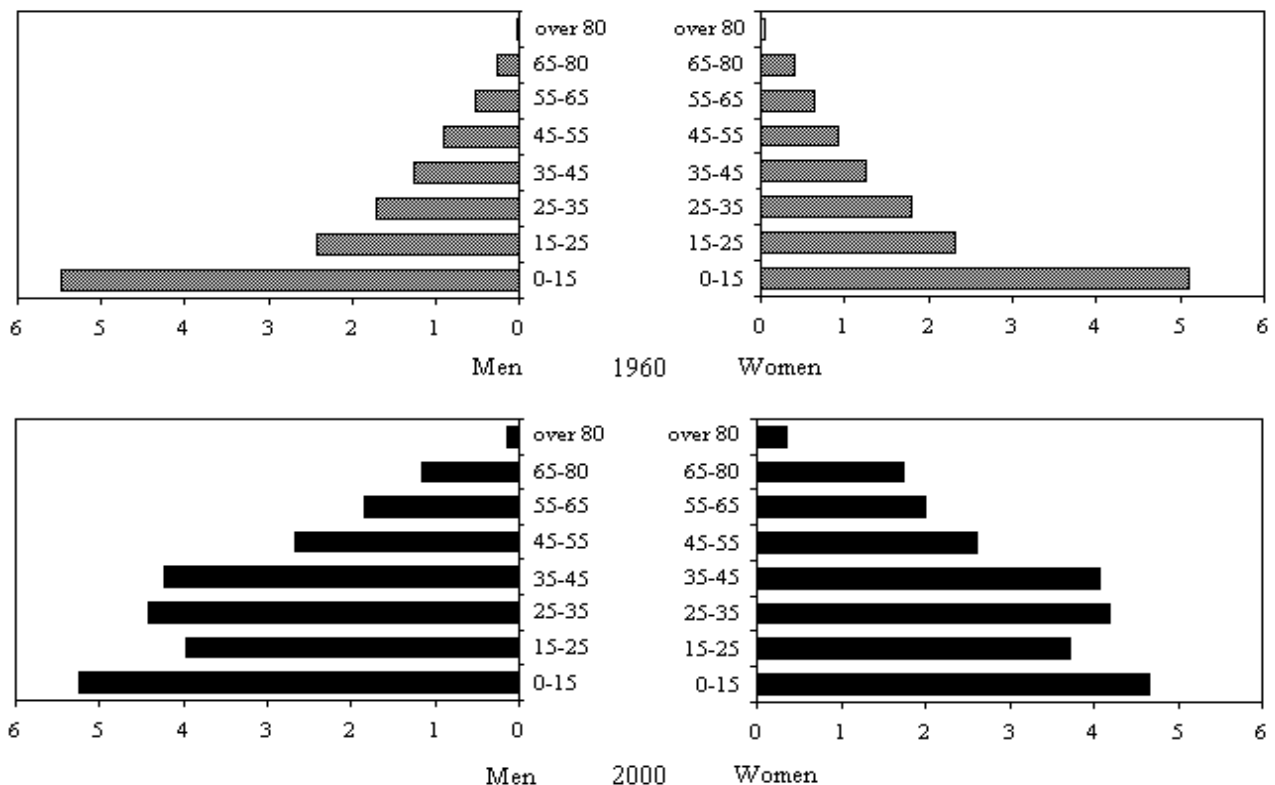 over 80 over 80
65-80 65-80
55-65 55-65
45-55 45-55
35-45 35-45
25-35 25-35
15-25 15-25
0-15 0-15
6 5 4 3 2 1 0 0 1 2 3 4 5 6
Men 1960 Women
over 80 over 80
65-80 65-80
55-65 55-65
45-55 45-55
35-45 35-45
25-35 25-35
15-25 15-25
0-15 0-15
6 5 4 3 2 1 0 0 1 2 3 4 5 6
Men 2000 Women